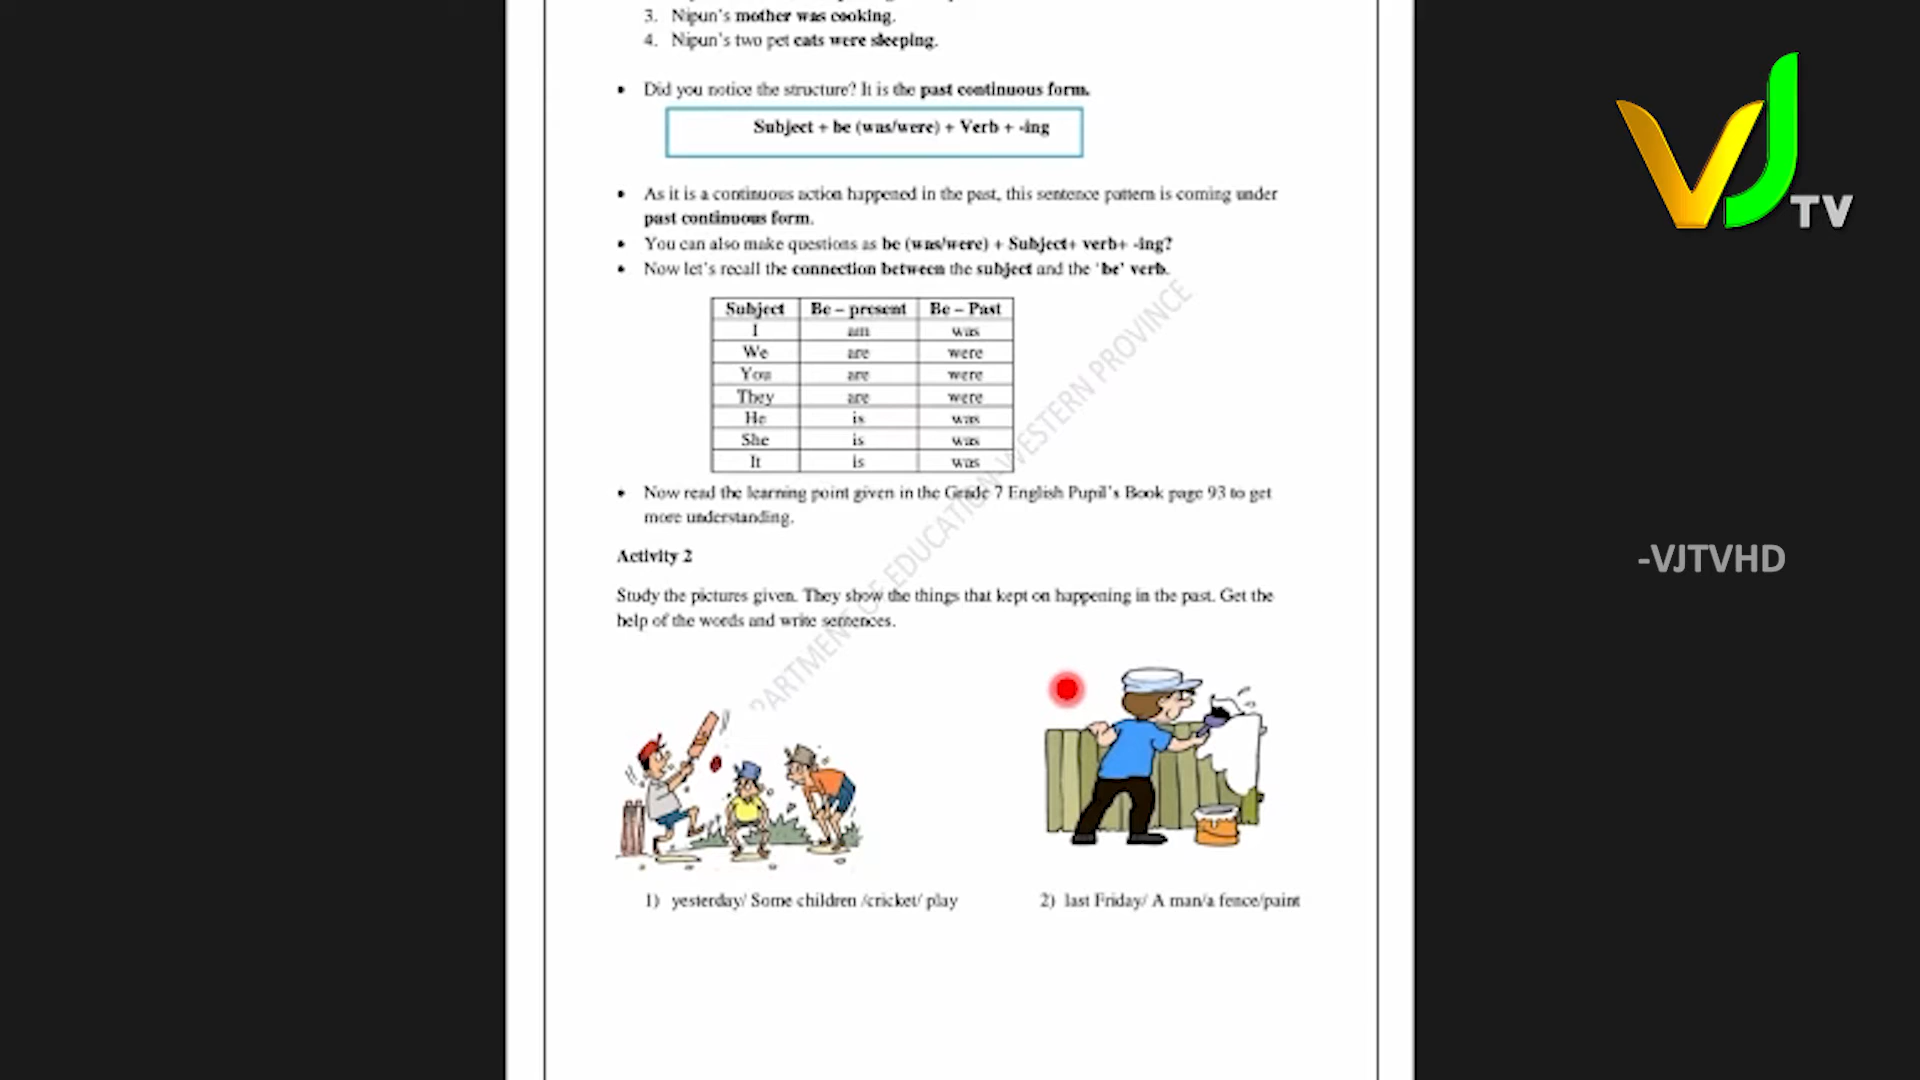 3. Nipun's mother was cooking.
4. Nipun's two pet cats were sleeping.
• Did you notice the structure? It is the past continuous form.
Subject + be (was/were) + Verb + -ing
• As it is a continuous action happened in the past, this sentence pattern is coming under
past continuous form.
• You can also make questions as be (was/were) + Subject+ verb+ -ing?
• Now let's recall the connection between the subject and the 'be' verb.
Subject Be – present Be – Past
I am was
We are were
You are were
They are were
He is was
She is was
It is was
• Now read the learning point given in the Grade 7 English Pupil's Book page 93 to get
more understanding.
Activity 2
Study the pictures given. They show the things that kept on happening in the past. Get the
help of the words and write sentences.
1) yesterday/ Some children /cricket/ play
2) last Friday/ A man/a fence/paint
PARTMENT OF EDUCATION-WESTERN PROVINCE
VJ TV
-VJTVHD